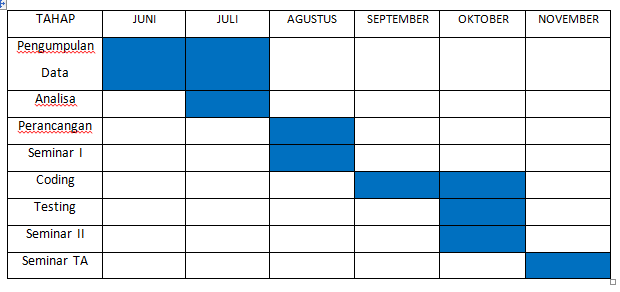 TAHAP JUNI JULI AGUSTUS SEPTEMBER OKTOBER NOVEMBER
Pengumpulan
Data
Analisa
Perancangan
Seminar I
Coding
Testing
Seminar II
Seminar TA